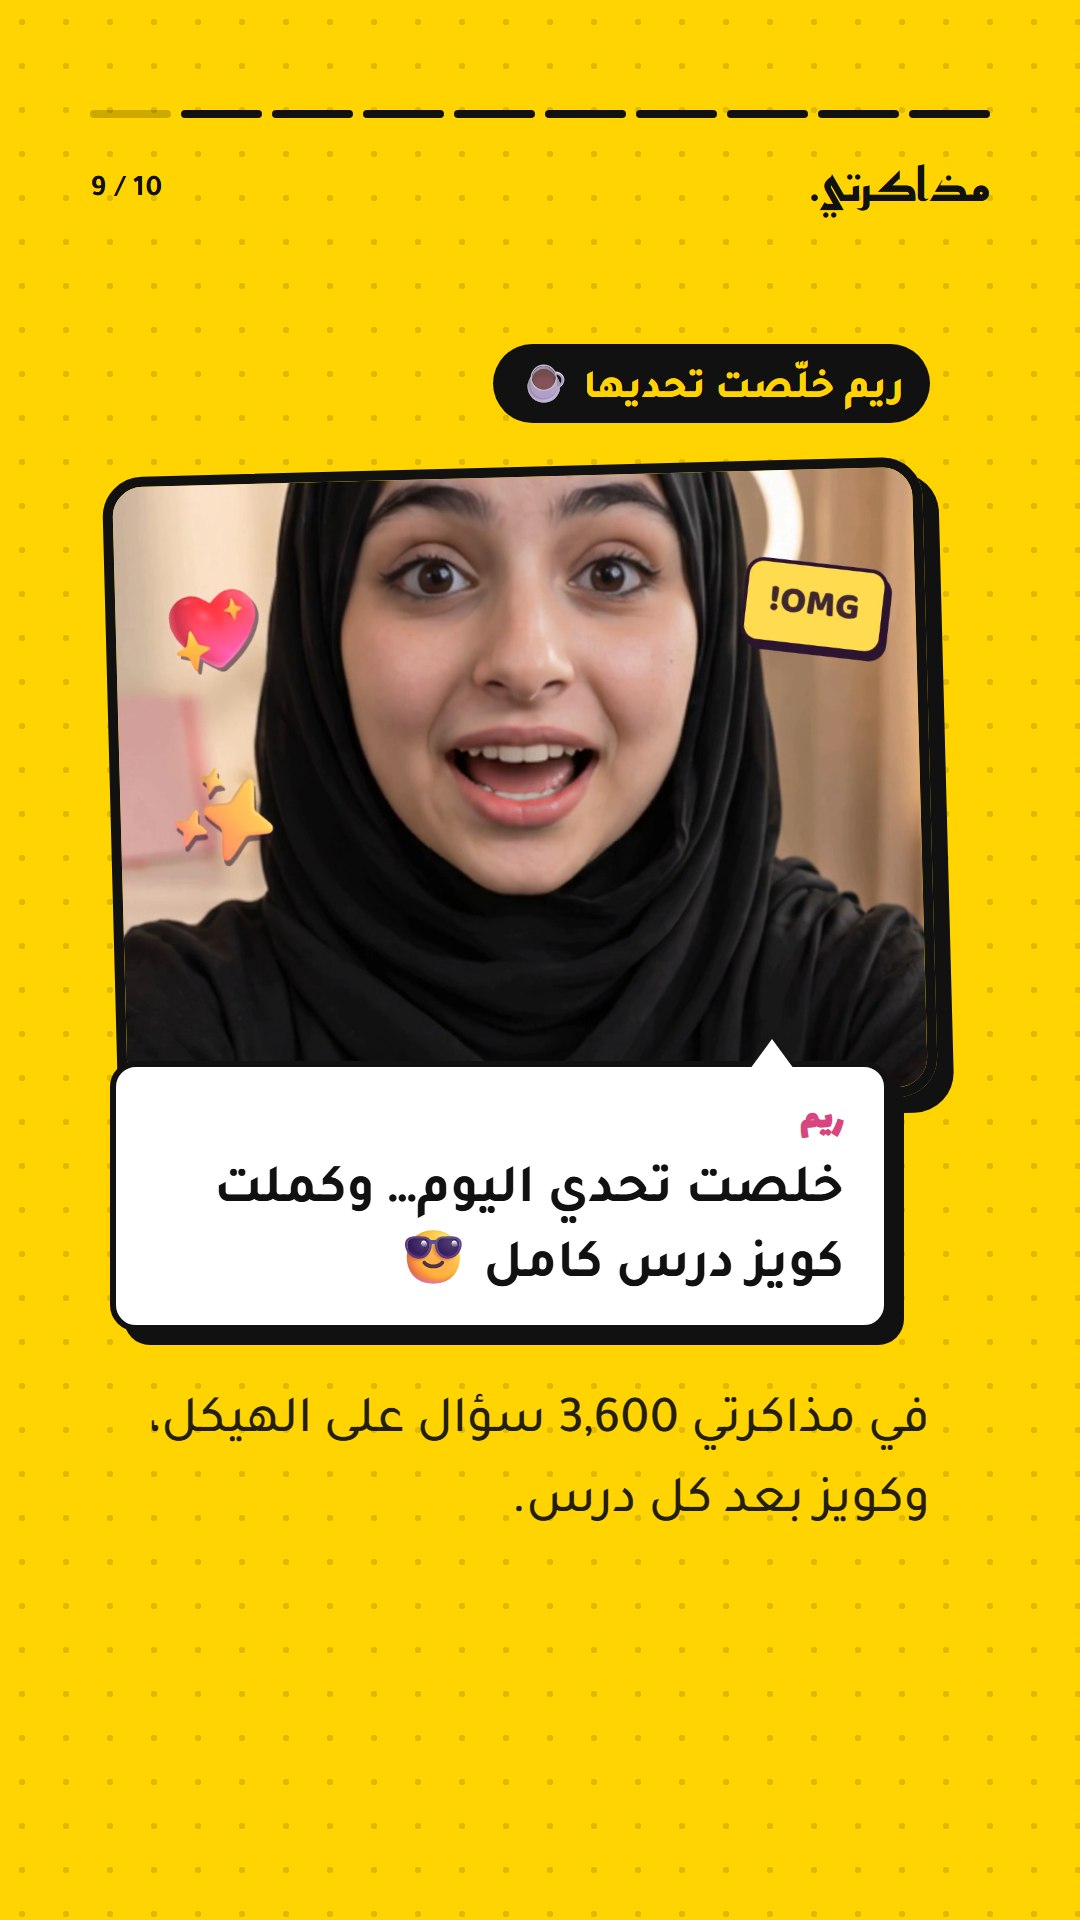 مذاكرتي.
9 / 10
ريم خلّصت تحديها
OMG!
ريم
خلصت تحدي اليوم… وكملت
كويز درس كامل
في مذاكرتي 3,600 سؤال على الهيكل،
وكويز بعد كل درس.